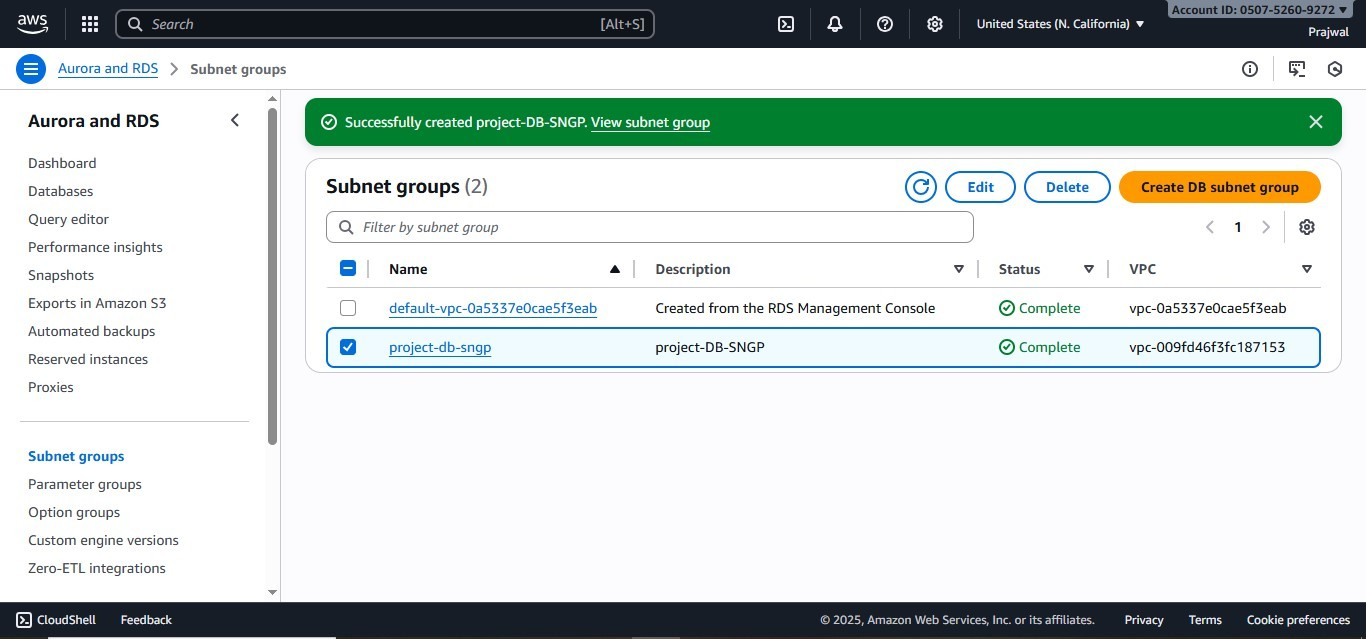 aws
Search [Alt+S] United States (N. California) Account ID: 0507-5260-9272
Prajwal
Aurora and RDS Subnet groups
Aurora and RDS
Dashboard
Databases
Query editor
Performance insights
Snapshots
Exports in Amazon S3
Automated backups
Reserved instances
Proxies
Subnet groups
Parameter groups
Option groups
Custom engine versions
Zero-ETL integrations
Successfully created project-DB-SNGP. View subnet group
Subnet groups (2) Edit Delete Create DB subnet group
Filter by subnet group 1
Name Description Status VPC
default-vpc-0a5337e0cae5f3eab Created from the RDS Management Console Complete vpc-0a5337e0cae5f3eab
project-db-sngp project-DB-SNGP Complete vpc-009fd46f3fc187153
CloudShell Feedback © 2025, Amazon Web Services, Inc. or its affiliates. Privacy Terms Cookie preferences